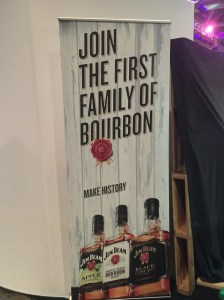 JOIN
THE FIRST
FAMILY OF
BOURBON
MAKE HISTORY
JIM BEAM
APPLE
JIM BEAM
BOURBON
JIM BEAM
BLACK